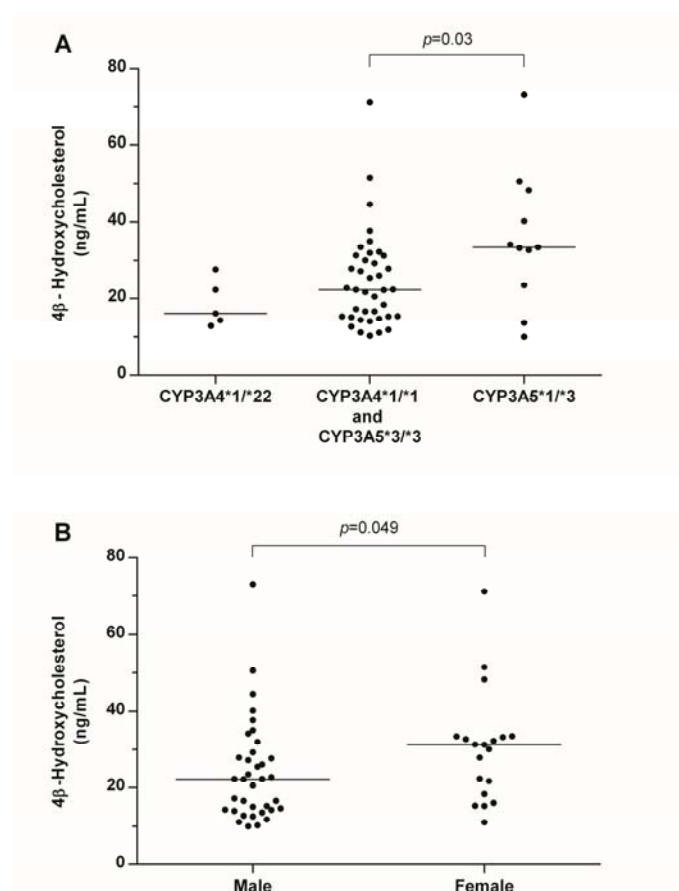 A
p=0.03
80
60
40
20
0
4β - Hydroxycholesterol
(ng/mL)
CYP3A4*1/*22
CYP3A4*1/*1
and
CYP3A5*3/*3
CYP3A5*1/*3
B
p=0.049
80
60
40
20
0
4β-Hydroxycholesterol
(ng/mL)
Male
Female